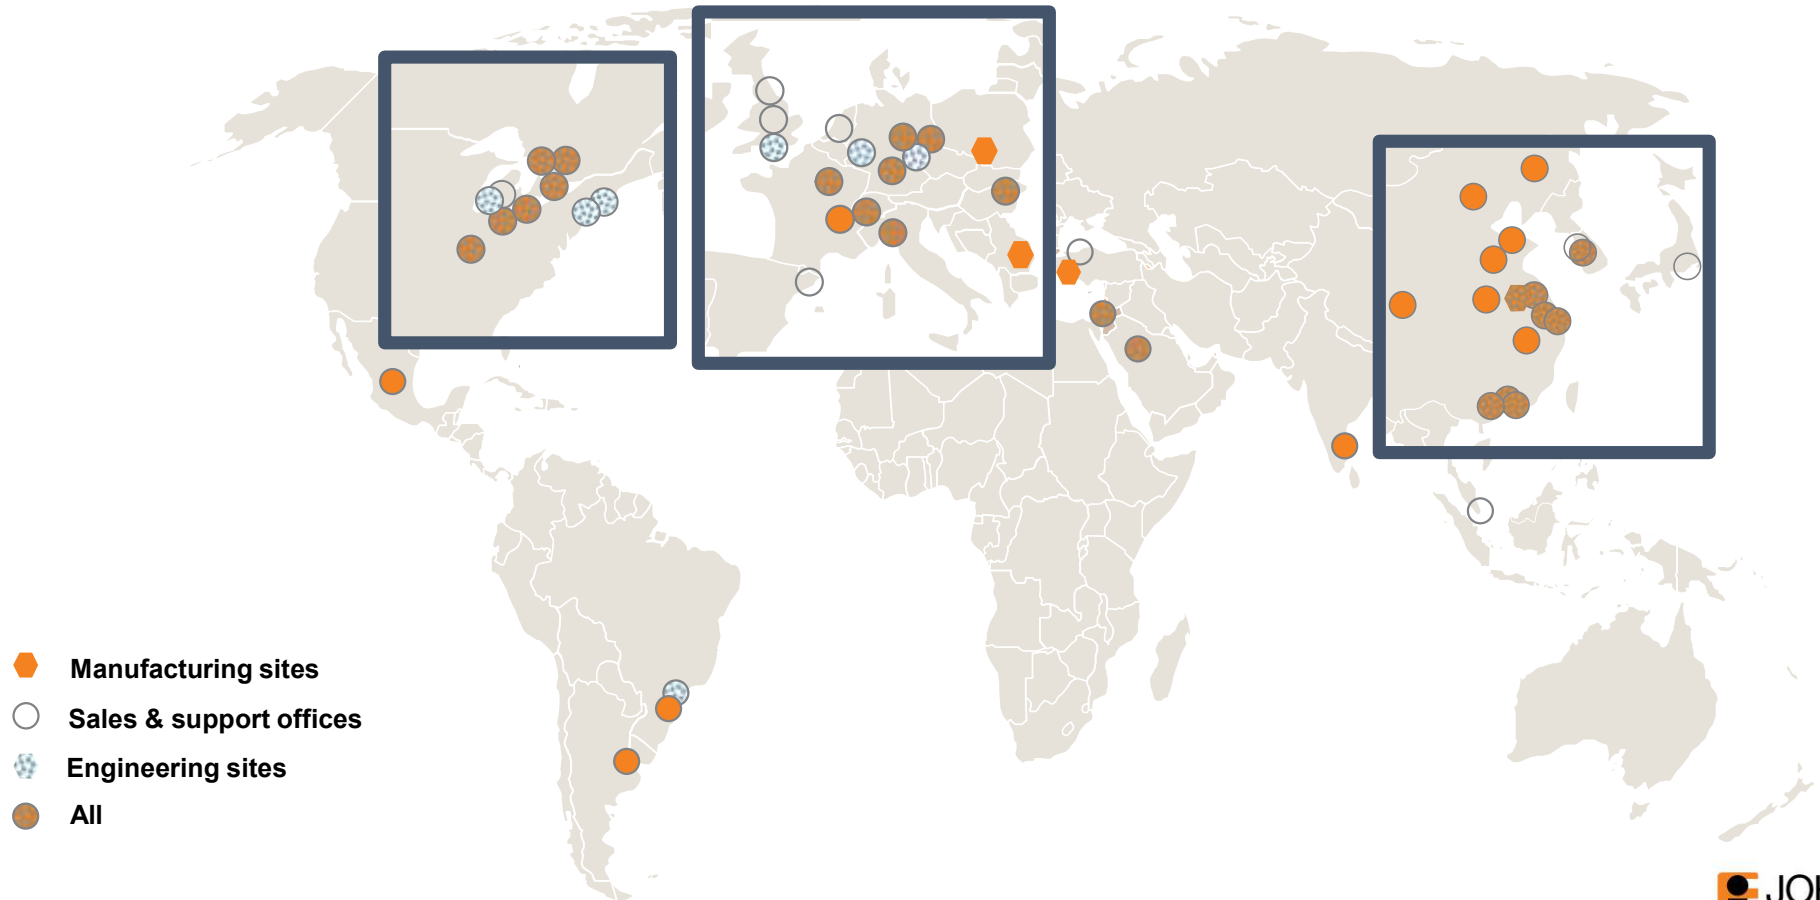 Manufacturing sites
Sales & support offices
Engineering sites
All